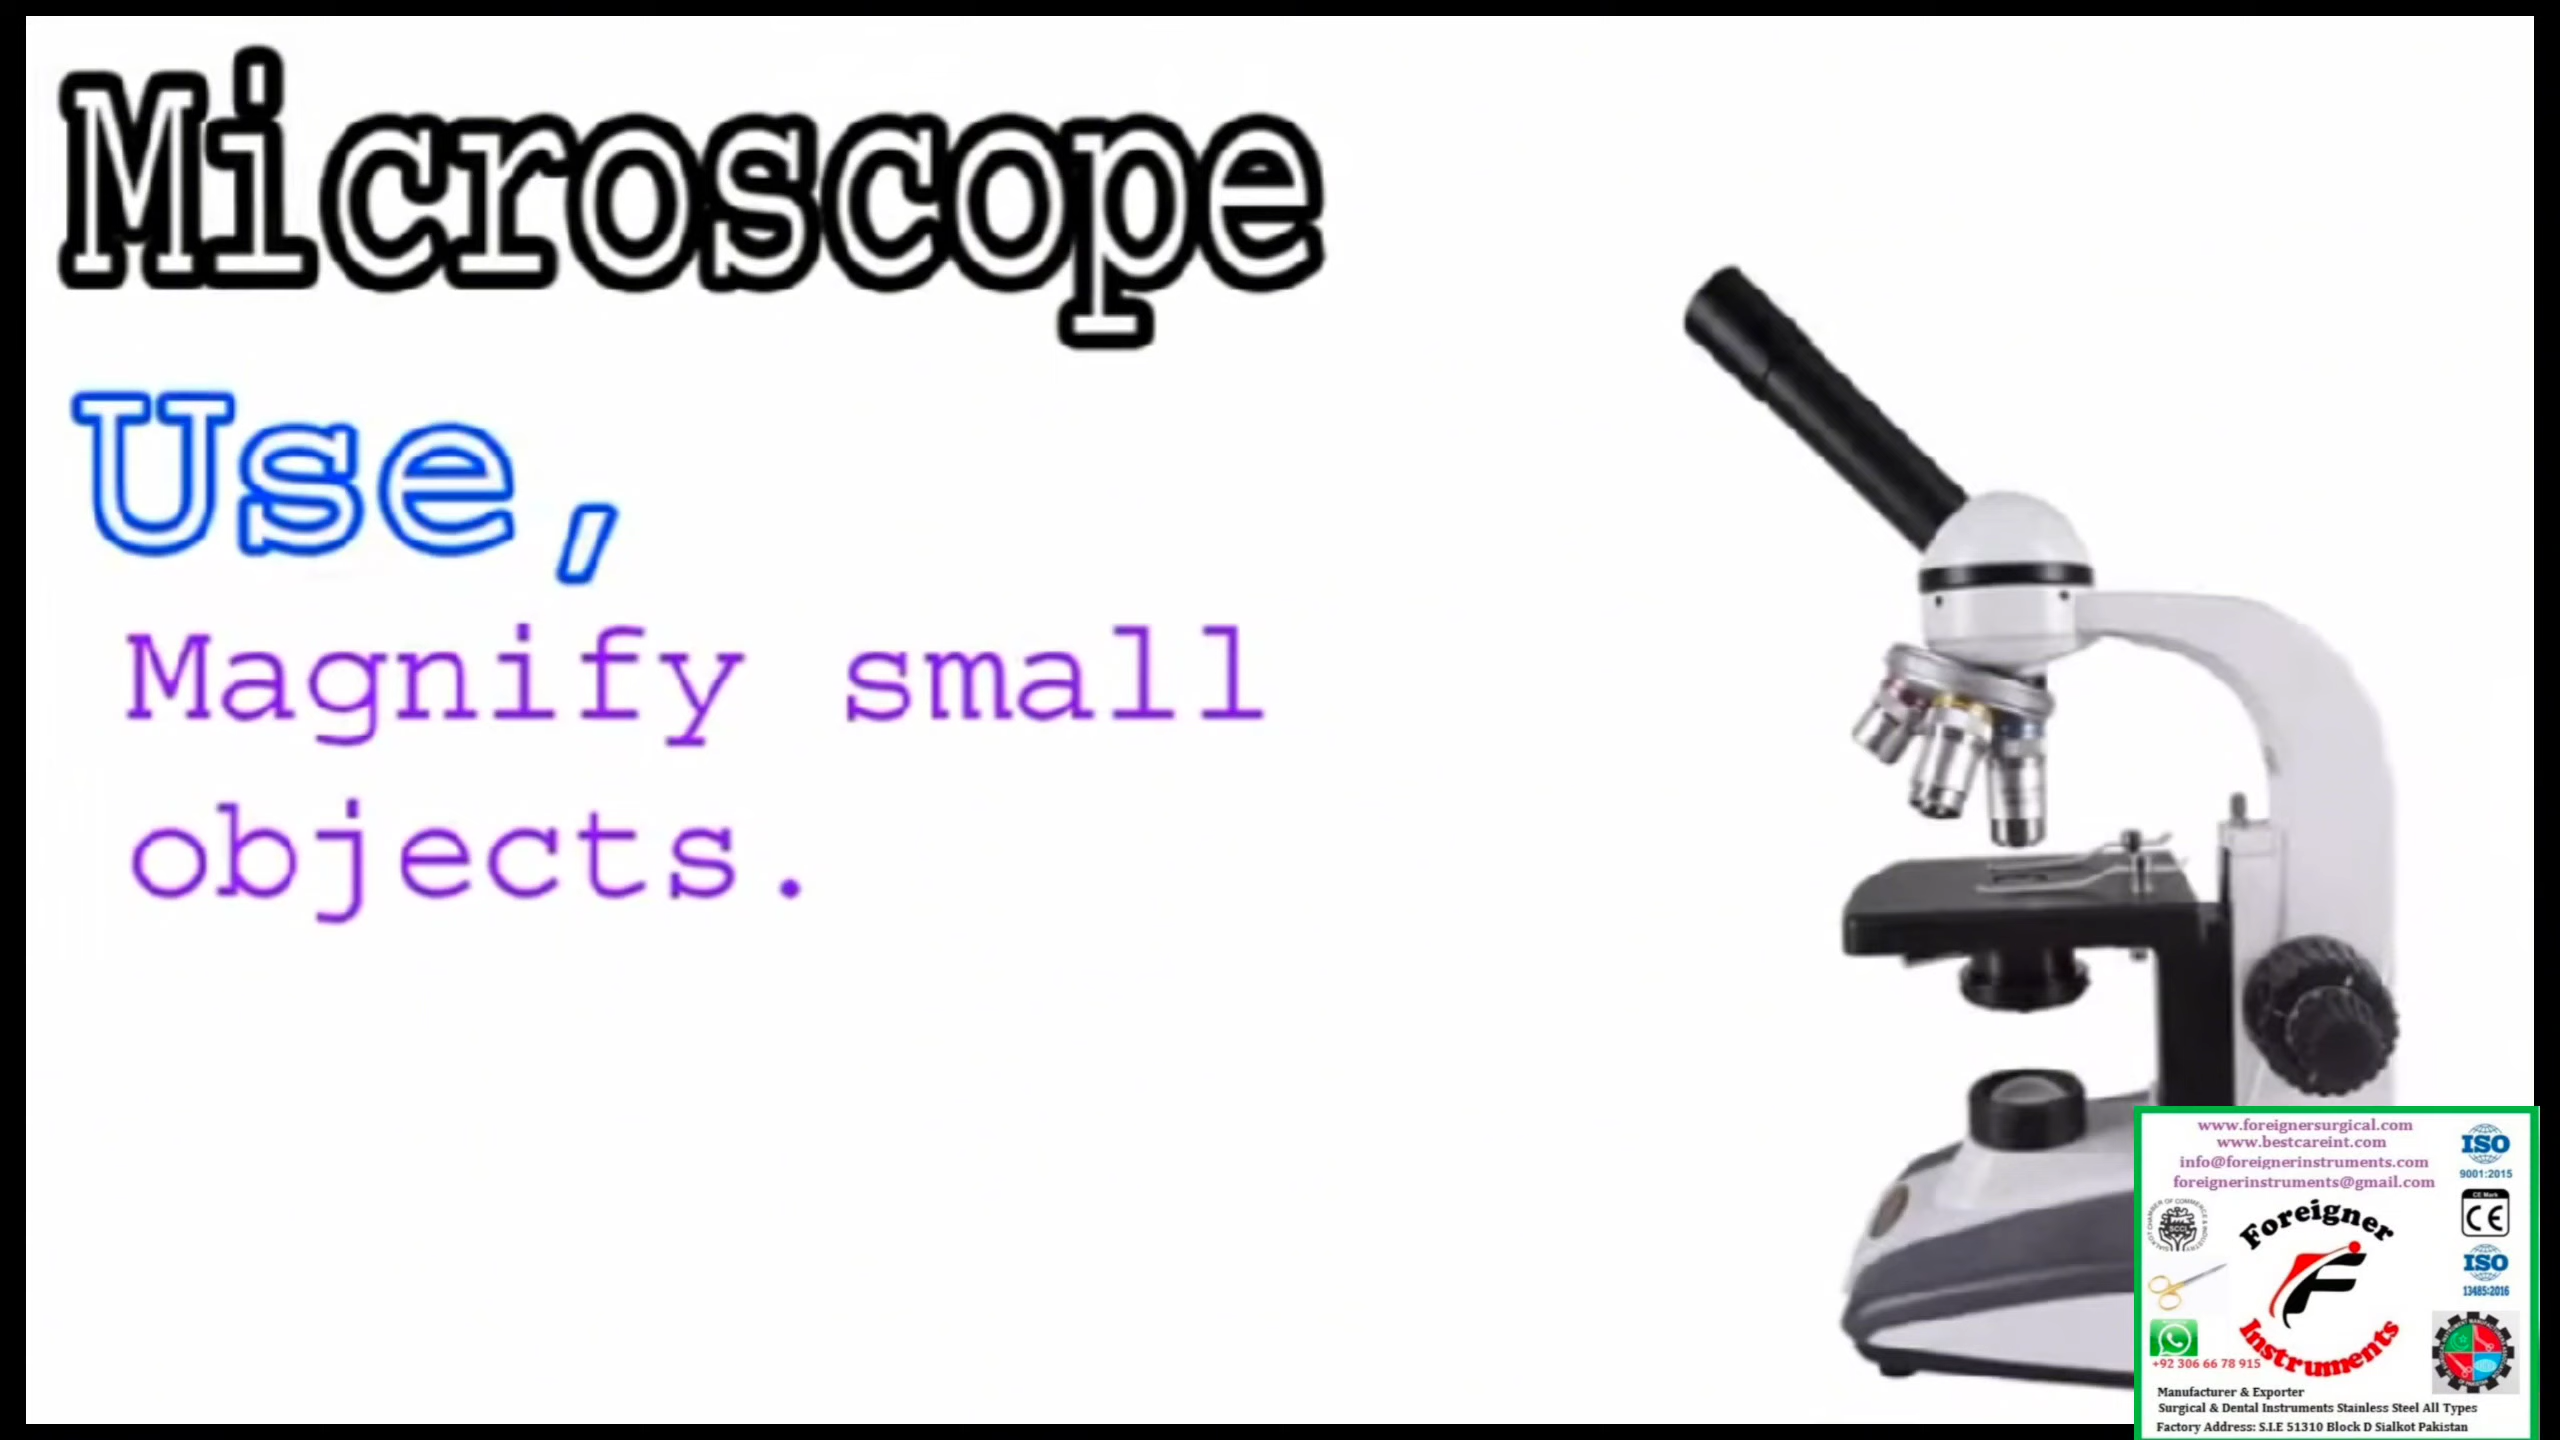 Microscope
Use,
Magnify small
objects.
www.foreignersurgical.com
www.bestcareint.com
info@foreignerinstruments.com
foreignerinstruments@gmail.com
ISO
9001:2015
CE Mark
CE
ISO
13485:2016
Foreigner
Instruments
+92 306 66 78 915
Manufacturer & Exporter
Surgical & Dental Instruments Stainless Steel All Types
Factory Address: S.I.E 51310 Block D Sialkot Pakistan